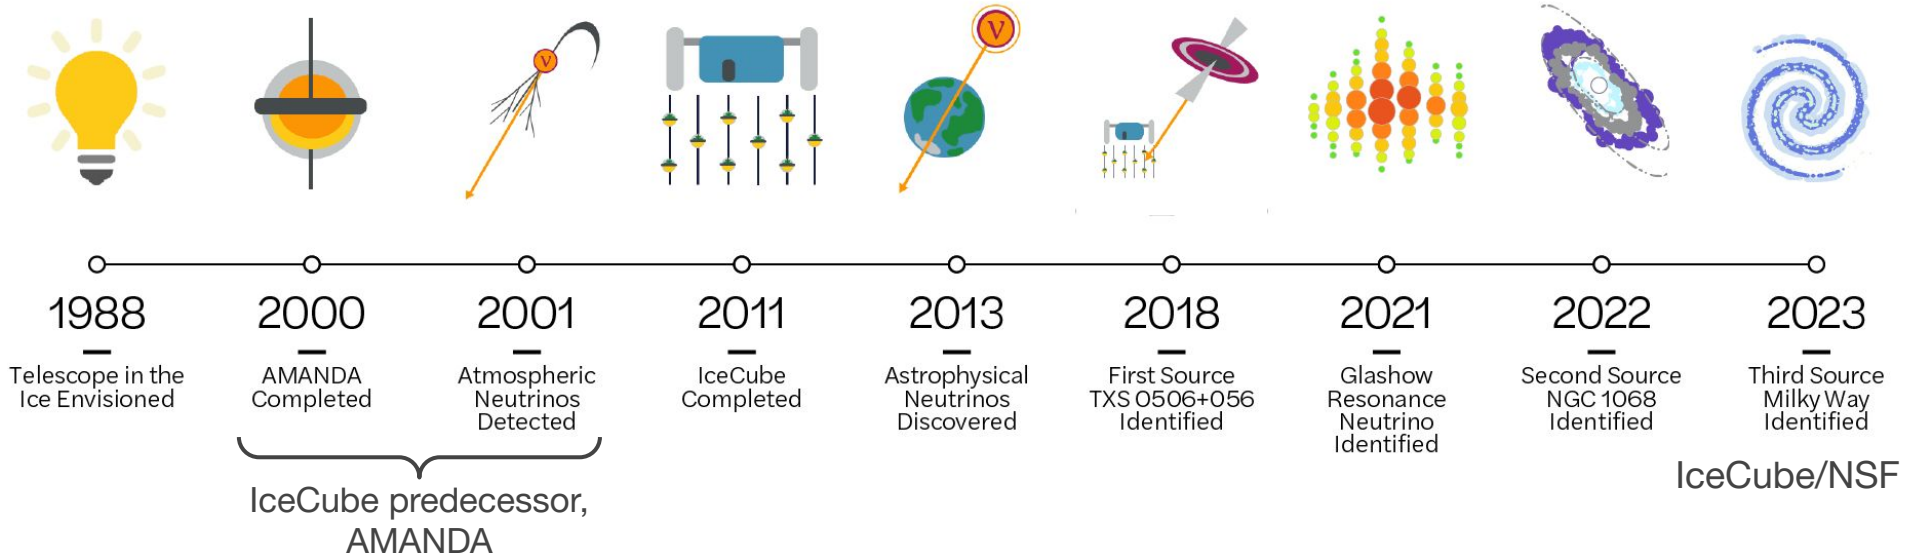 ν
ν
1988
Telescope in the
Ice Envisioned
2000
AMANDA
Completed
2001
Atmospheric
Neutrinos
Detected
2011
IceCube
Completed
2013
Astrophysical
Neutrinos
Discovered
2018
First Source
TXS 0506+056
Identified
2021
Glashow
Resonance
Neutrino
Identified
2022
Second Source
NGC 1068
Identified
2023
Third Source
Milky Way
Identified
IceCube predecessor,
AMANDA
IceCube/NSF